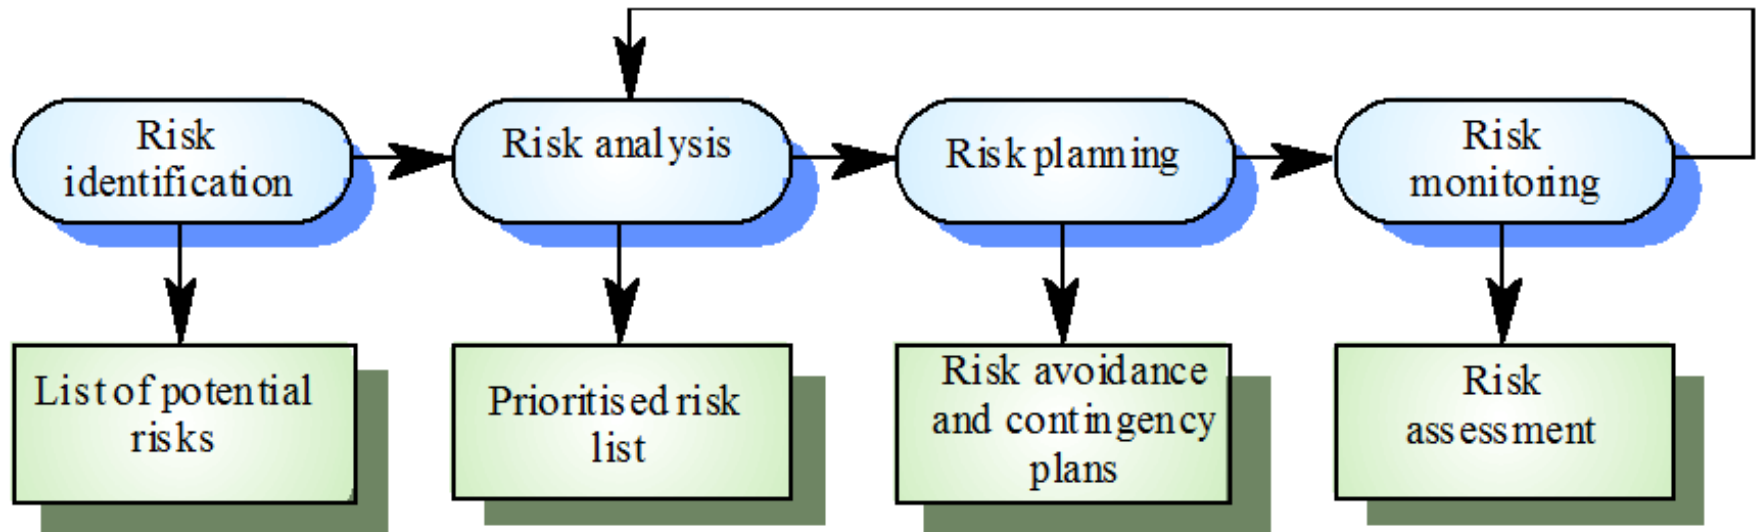 Risk
identification
Risk analysis
Risk planning
Risk
monitoring
List of potential
risks
Prioritised risk
list
Risk avoidance
and contingency
plans
Risk
assessment